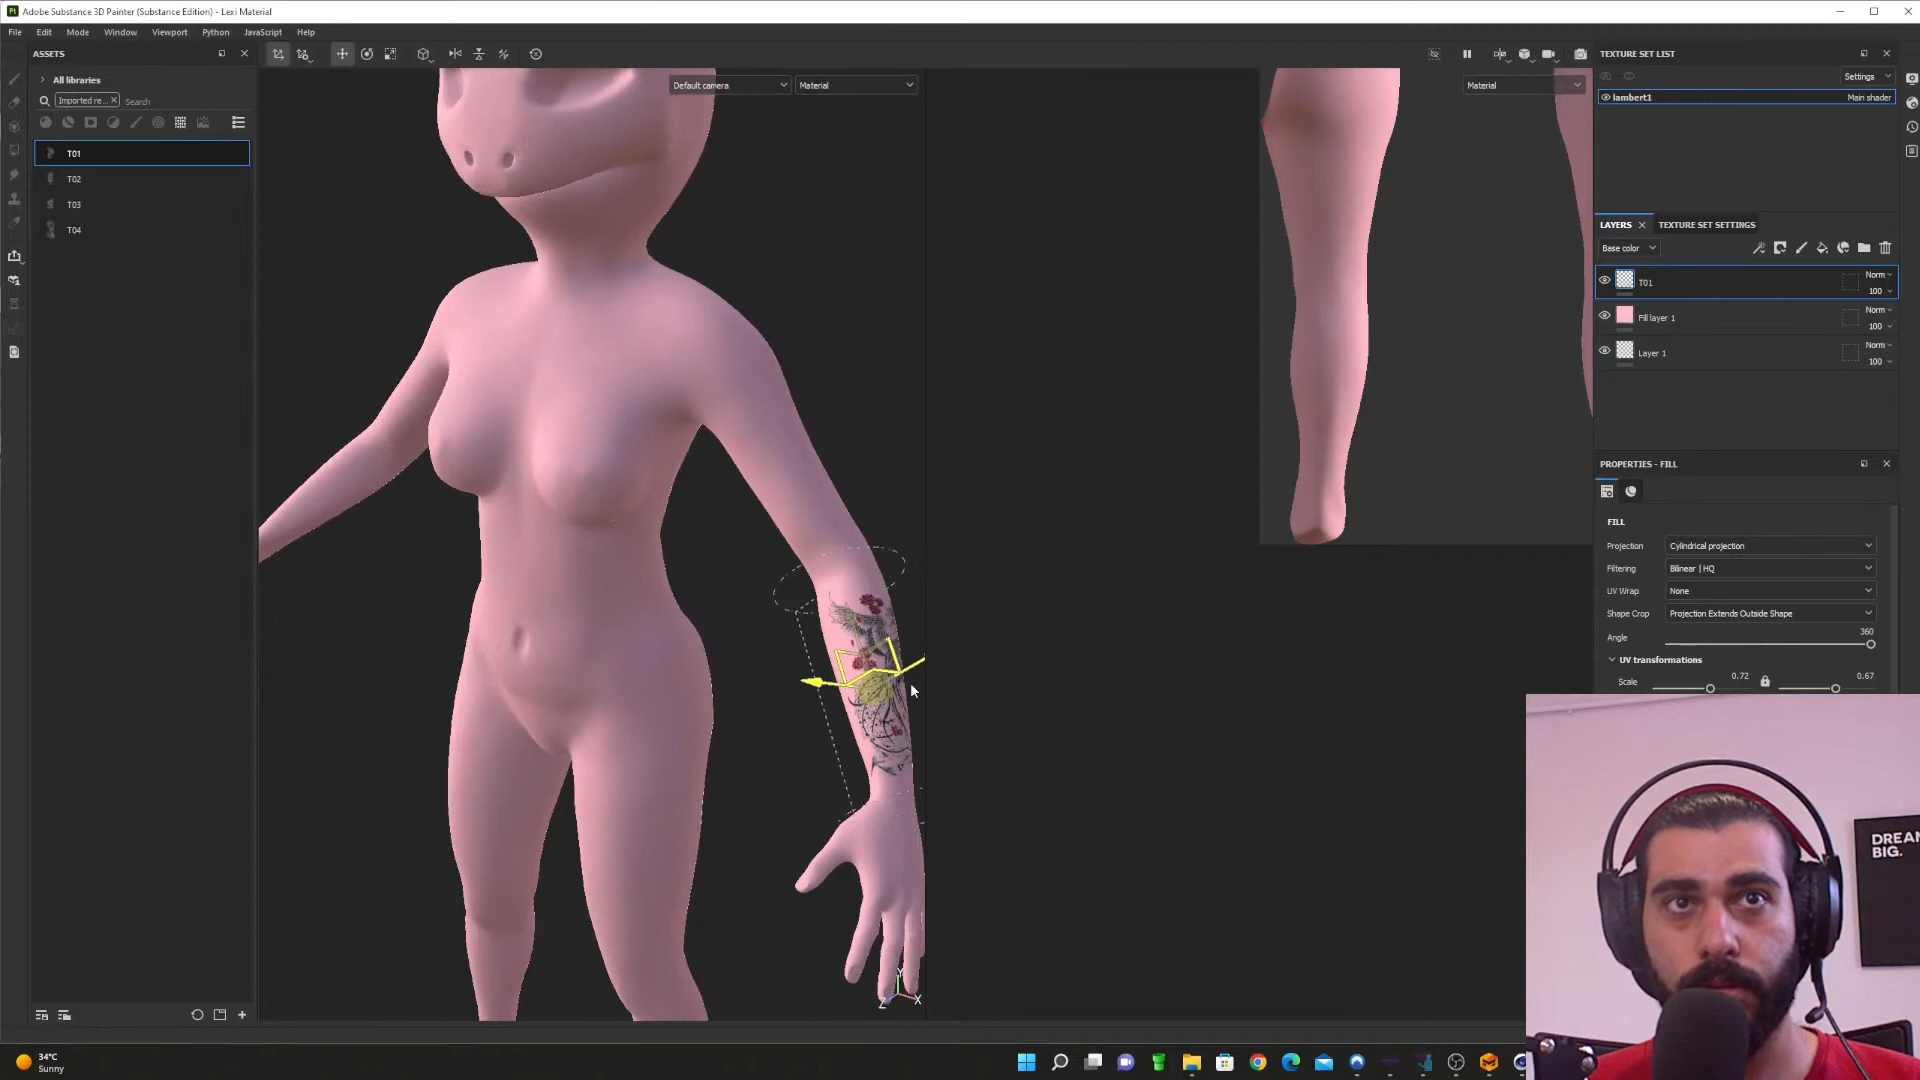 Adobe Substance 3D Painter (Substance Edition) - Lexi Material
File Edit Mode Window Viewport Python JavaScript Help
ASSETS
All libraries
Imported re...
Search
T01
T02
T03
T04
Default camera
Material
Material
TEXTURE SET LIST
Settings
lambert1
Main shader
LAYERS
TEXTURE SET SETTINGS
Base color
T01
Norm
100
Fill layer 1
Norm
100
Layer 1
Norm
100
PROPERTIES - FILL
FILL
Projection
Cylindrical projection
Filtering
Bilinear | HQ
UV Wrap
None
Shape Crop
Projection Extends Outside Shape
Angle
360
UV transformations
Scale
0.72
0.67
DREAM
BIG.
Y
Z
X
34°C
Sunny